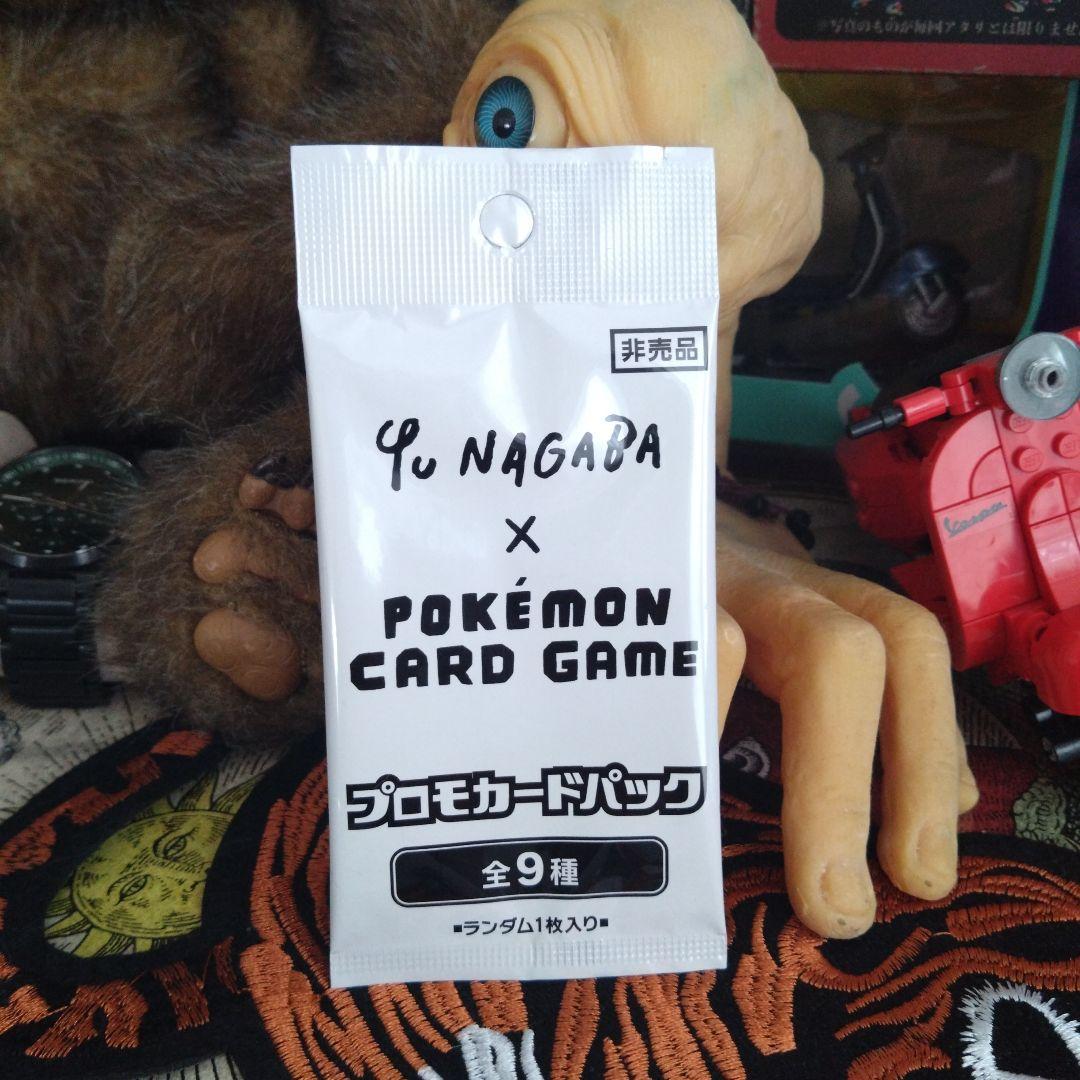 非売品
Yu NAGABA
×
POKÉMON
CARD GAME
プロモカードパック
全9種
■ランダム1枚入り■
Vespa